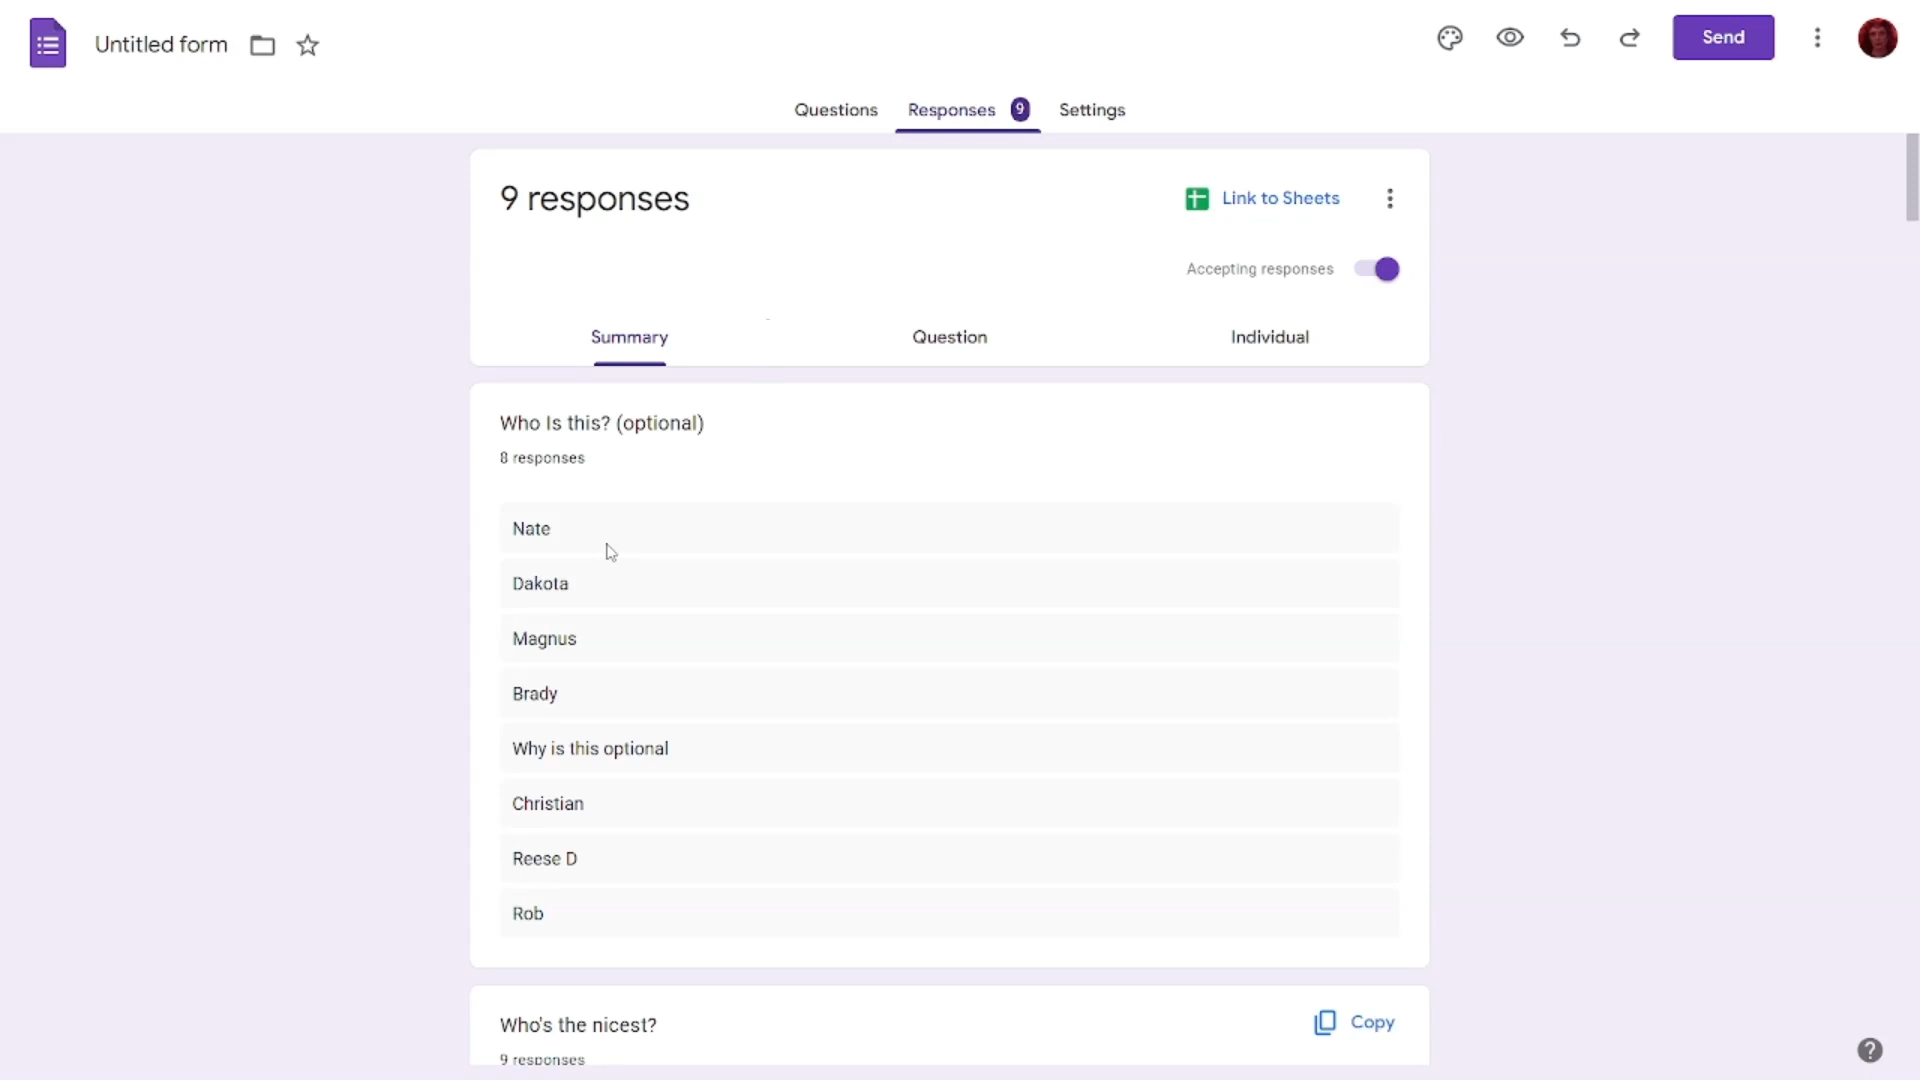 Untitled form
Send
Questions
Responses 9
Settings
9 responses
Link to Sheets
Accepting responses
Summary
Question
Individual
Who Is this? (optional)
8 responses
Nate
Dakota
Magnus
Brady
Why is this optional
Christian
Reese D
Rob
Who's the nicest?
Copy
9 responses